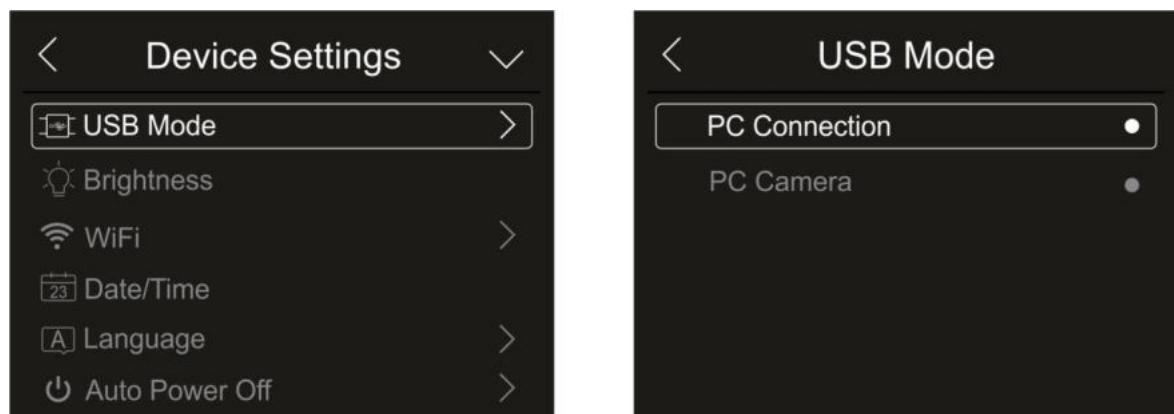 Device Settings
USB Mode
Brightness
WiFi
23 Date/Time
A Language
Auto Power Off
USB Mode
PC Connection
PC Camera